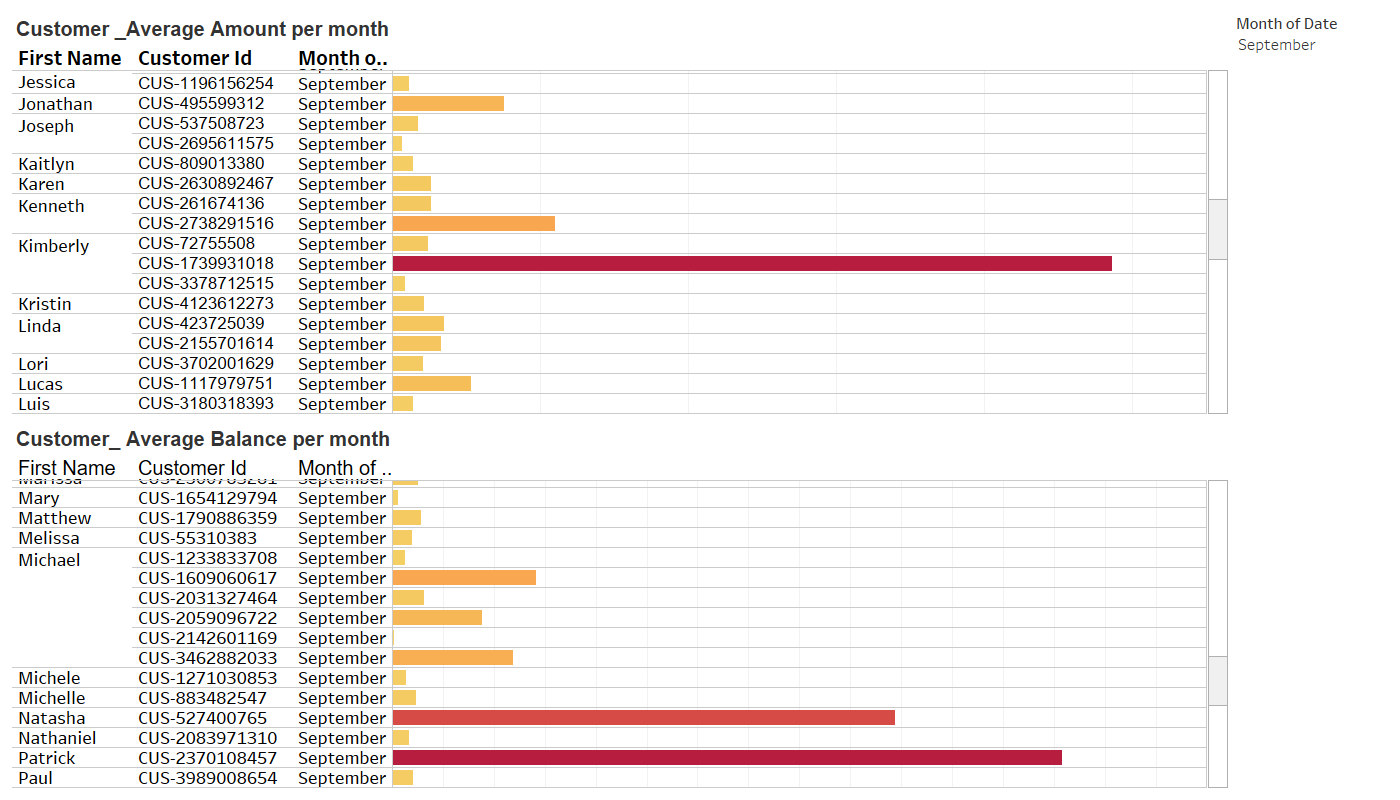 Customer _Average Amount per month
Month of Date
September
First Name Customer Id Month o..
Jessica CUS-1196156254 September
Jonathan CUS-495599312 September
Joseph CUS-537508723 September
CUS-2695611575 September
Kaitlyn CUS-809013380 September
Karen CUS-2630892467 September
Kenneth CUS-261674136 September
CUS-2738291516 September
Kimberly CUS-72755508 September
CUS-1739931018 September
CUS-3378712515 September
Kristin CUS-4123612273 September
Linda CUS-423725039 September
CUS-2155701614 September
Lori CUS-3702001629 September
Lucas CUS-1117979751 September
Luis CUS-3180318393 September
Customer_ Average Balance per month
First Name Customer Id Month of ..
Marissa September
Mary CUS-1654129794 September
Matthew CUS-1790886359 September
Melissa CUS-55310383 September
Michael CUS-1233833708 September
CUS-1609060617 September
CUS-2031327464 September
CUS-2059096722 September
CUS-2142601169 September
CUS-3462882033 September
Michele CUS-1271030853 September
Michelle CUS-883482547 September
Natasha CUS-527400765 September
Nathaniel CUS-2083971310 September
Patrick CUS-2370108457 September
Paul CUS-3989008654 September